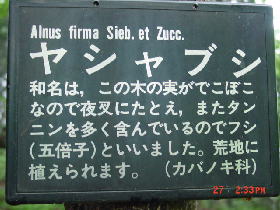 Alnus firma Sieb. et Zucc.
ヤシャブシ
和名は，この木の実がでこぼこ
なので夜叉にたとえ，またタン
ニンを多く含んでいるのでフシ
(五倍子)といいました。荒地に
植えられます。（カバノキ科）
27 2:33PM